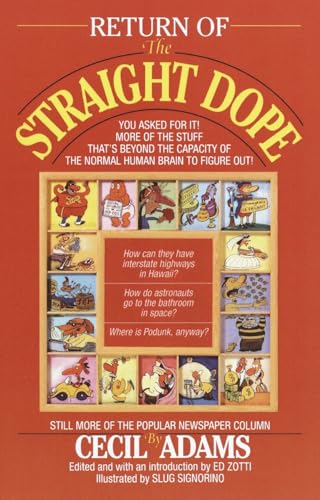 RETURN OF
The
STRAIGHT DOPE
YOU ASKED FOR IT!
MORE OF THE STUFF
THAT'S BEYOND THE CAPACITY OF
THE NORMAL HUMAN BRAIN TO FIGURE OUT!
How can they have
interstate highways
in Hawaii?
How do astronauts
go to the bathroom
in space?
Where is Podunk, anyway?
STILL MORE OF THE POPULAR NEWSPAPER COLUMN
By
CECIL ADAMS
Edited and with an introduction by ED ZOTTI
Illustrated by SLUG SIGNORINO